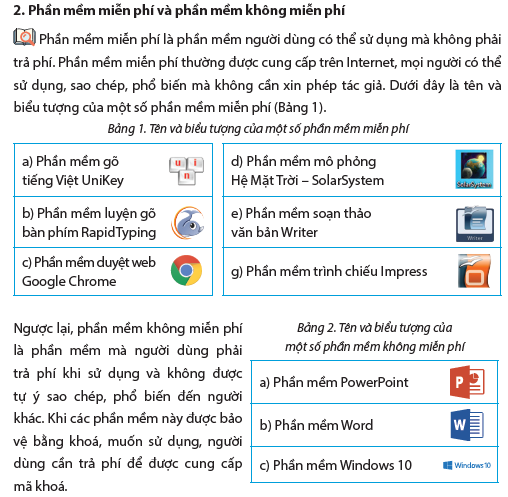 2. Phần mềm miễn phí và phần mềm không miễn phí
Phần mềm miễn phí là phần mềm người dùng có thể sử dụng mà không phải
trả phí. Phần mềm miễn phí thường được cung cấp trên Internet, mọi người có thể
sử dụng, sao chép, phổ biến mà không cần xin phép tác giả. Dưới đây là tên và
biểu tượng của một số phần mềm miễn phí (Bảng 1).
Bảng 1. Tên và biểu tượng của một số phần mềm miễn phí
a) Phần mềm gõ
tiếng Việt UniKey
u n
i
b) Phần mềm luyện gõ
bàn phím RapidTyping
c) Phần mềm duyệt web
Google Chrome
d) Phần mềm mô phỏng
Hệ Mặt Trời – SolarSystem
SolarSystem
e) Phần mềm soạn thảo
văn bản Writer
Writer
g) Phần mềm trình chiếu Impress
Ngược lại, phần mềm không miễn phí
là phần mềm mà người dùng phải
trả phí khi sử dụng và không được
tự ý sao chép, phổ biến đến người
khác. Khi các phần mềm này được bảo
vệ bằng khoá, muốn sử dụng, người
dùng cần trả phí để được cung cấp
mã khoá.
Bảng 2. Tên và biểu tượng của
một số phần mềm không miễn phí
a) Phần mềm PowerPoint
P
b) Phần mềm Word
W
c) Phần mềm Windows 10
Windows 10